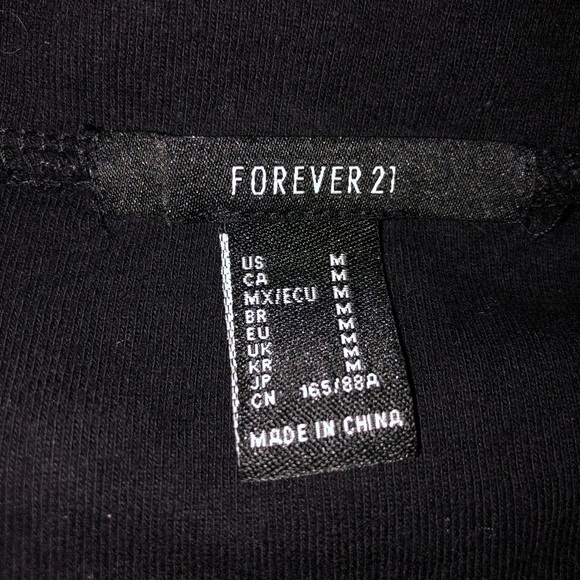 FOREVER 21
US M
CA M
MX/ECU M
BR M
EU M
UK M
KR M
JP M
CN 165/88A
MADE IN CHINA